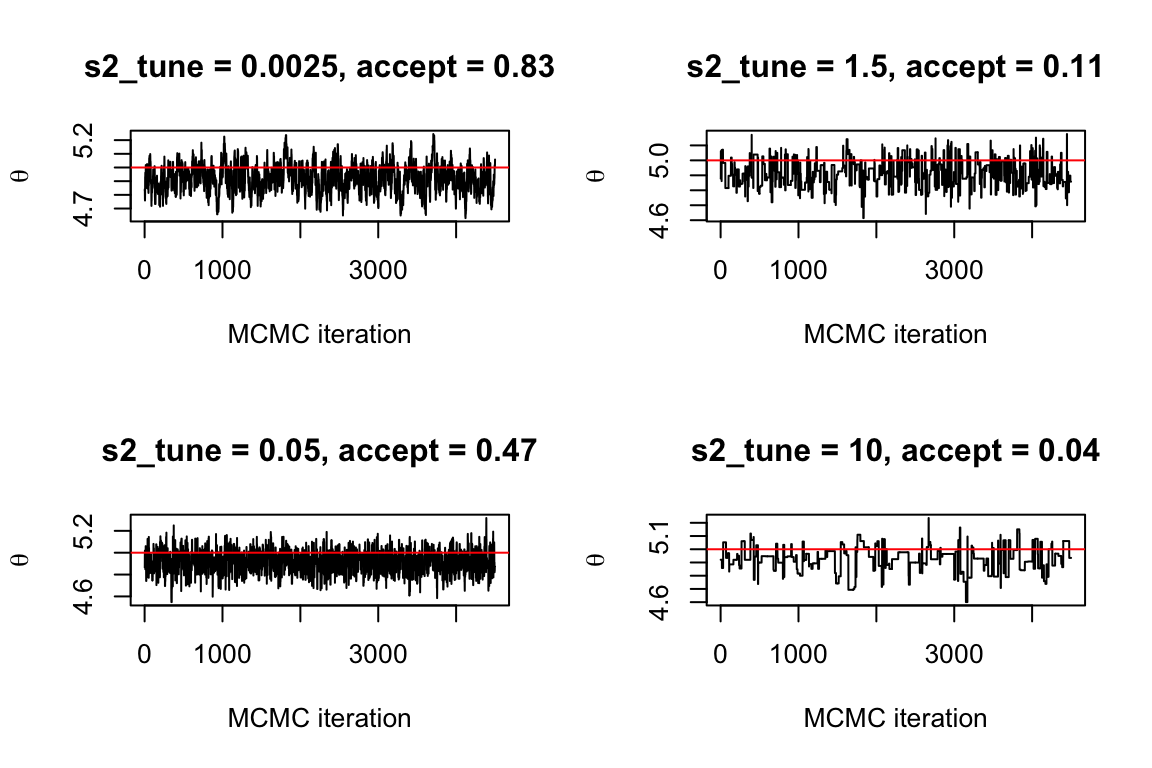 s2_tune = 0.0025, accept = 0.83
θ
5.2
4.7
0 1000 3000
MCMC iteration
s2_tune = 1.5, accept = 0.11
θ
5.0
4.6
0 1000 3000
MCMC iteration
s2_tune = 0.05, accept = 0.47
θ
5.2
4.6
0 1000 3000
MCMC iteration
s2_tune = 10, accept = 0.04
θ
5.1
4.6
0 1000 3000
MCMC iteration